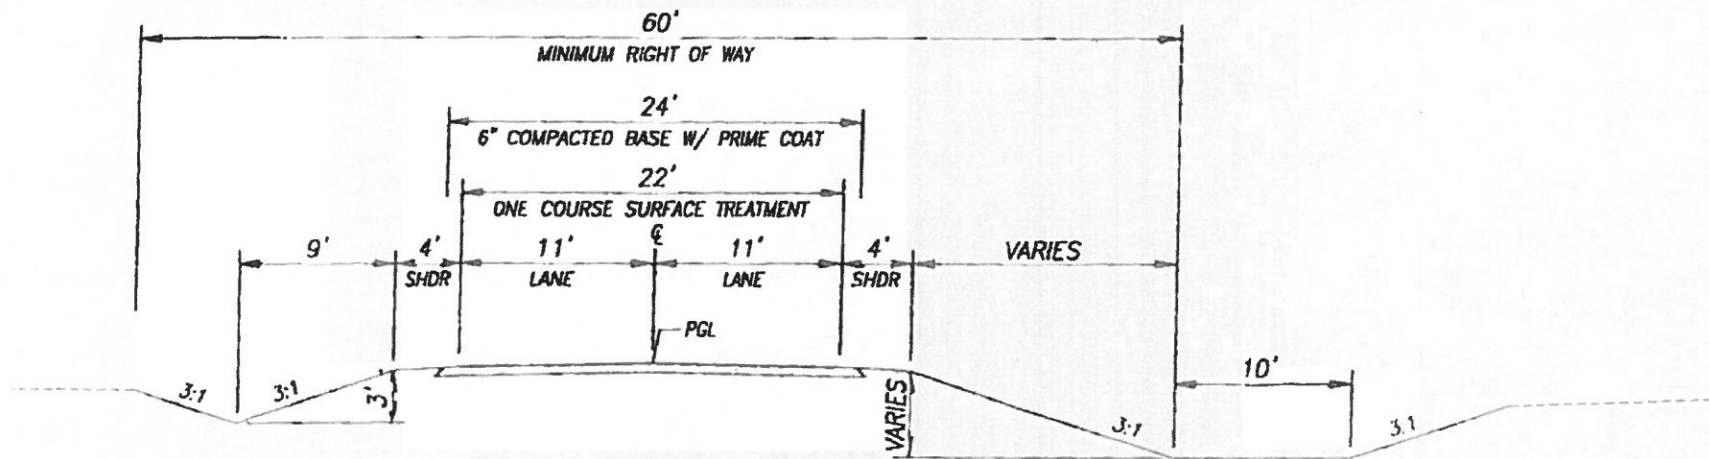 60'
MINIMUM RIGHT OF WAY
24'
6" COMPACTED BASE W/ PRIME COAT
22'
ONE COURSE SURFACE TREATMENT
℄
9' 4' 11' 11' 4' VARIES
SHDR LANE LANE SHDR
PGL
10'
3:1 3:1 3' VARIES 3:1 3:1